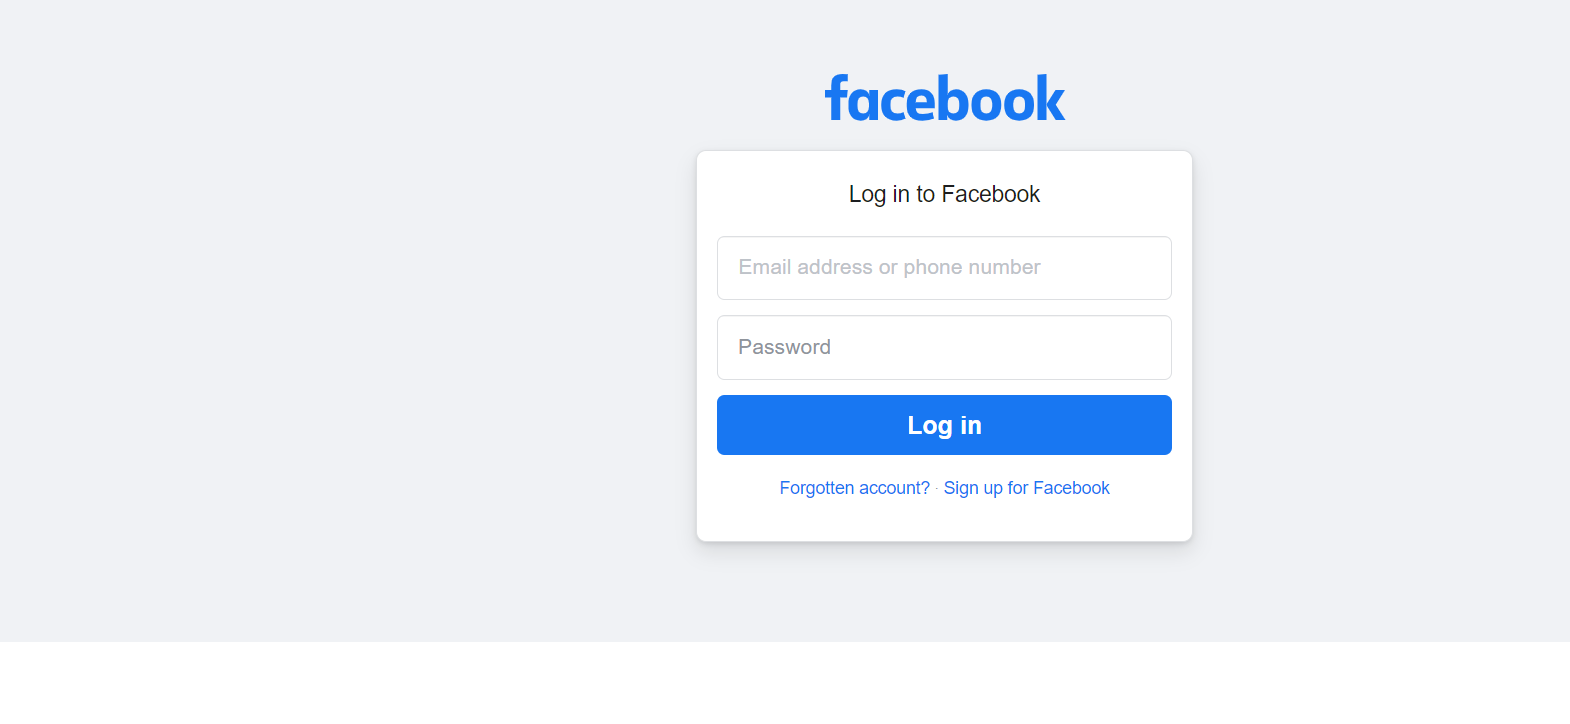 facebook
Log in to Facebook
Email address or phone number
Password
Log in
Forgotten account? · Sign up for Facebook